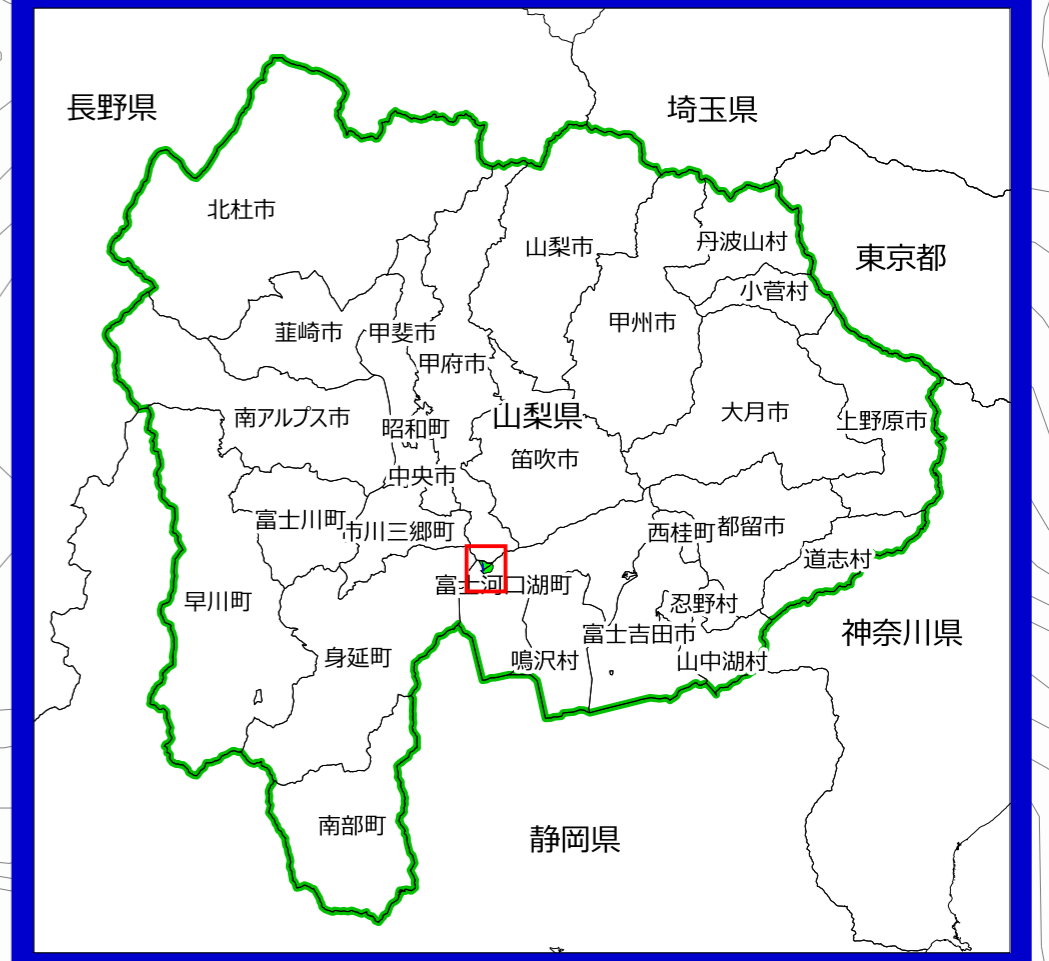 長野県
埼玉県
北杜市
丹波山村
山梨市
東京都
小菅村
甲州市
韮崎市
甲斐市
甲府市
大月市
南アルプス市
山梨県
上野原市
昭和町
笛吹市
中央市
富士川町
市川三郷町
西桂町
都留市
道志村
富士河口湖町
早川町
忍野村
富士吉田市
神奈川県
身延町
鳴沢村
山中湖村
南部町
静岡県